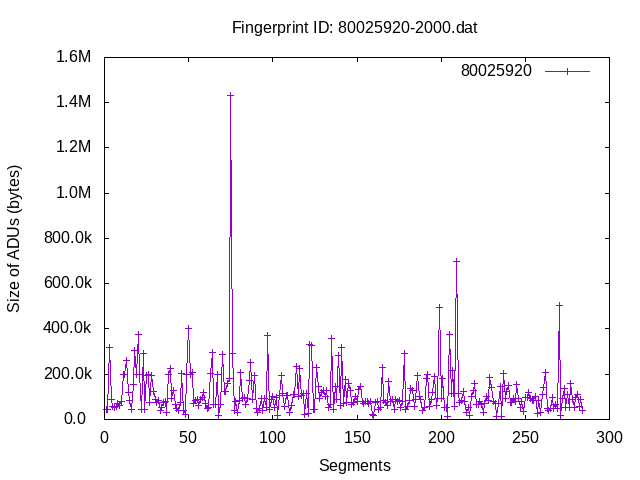 Fingerprint ID: 80025920-2000.dat
80025920
1.6M
1.4M
1.2M
1.0M
800.0k
600.0k
400.0k
200.0k
0.0
Size of ADUs (bytes)
0 50 100 150 200 250 300
Segments